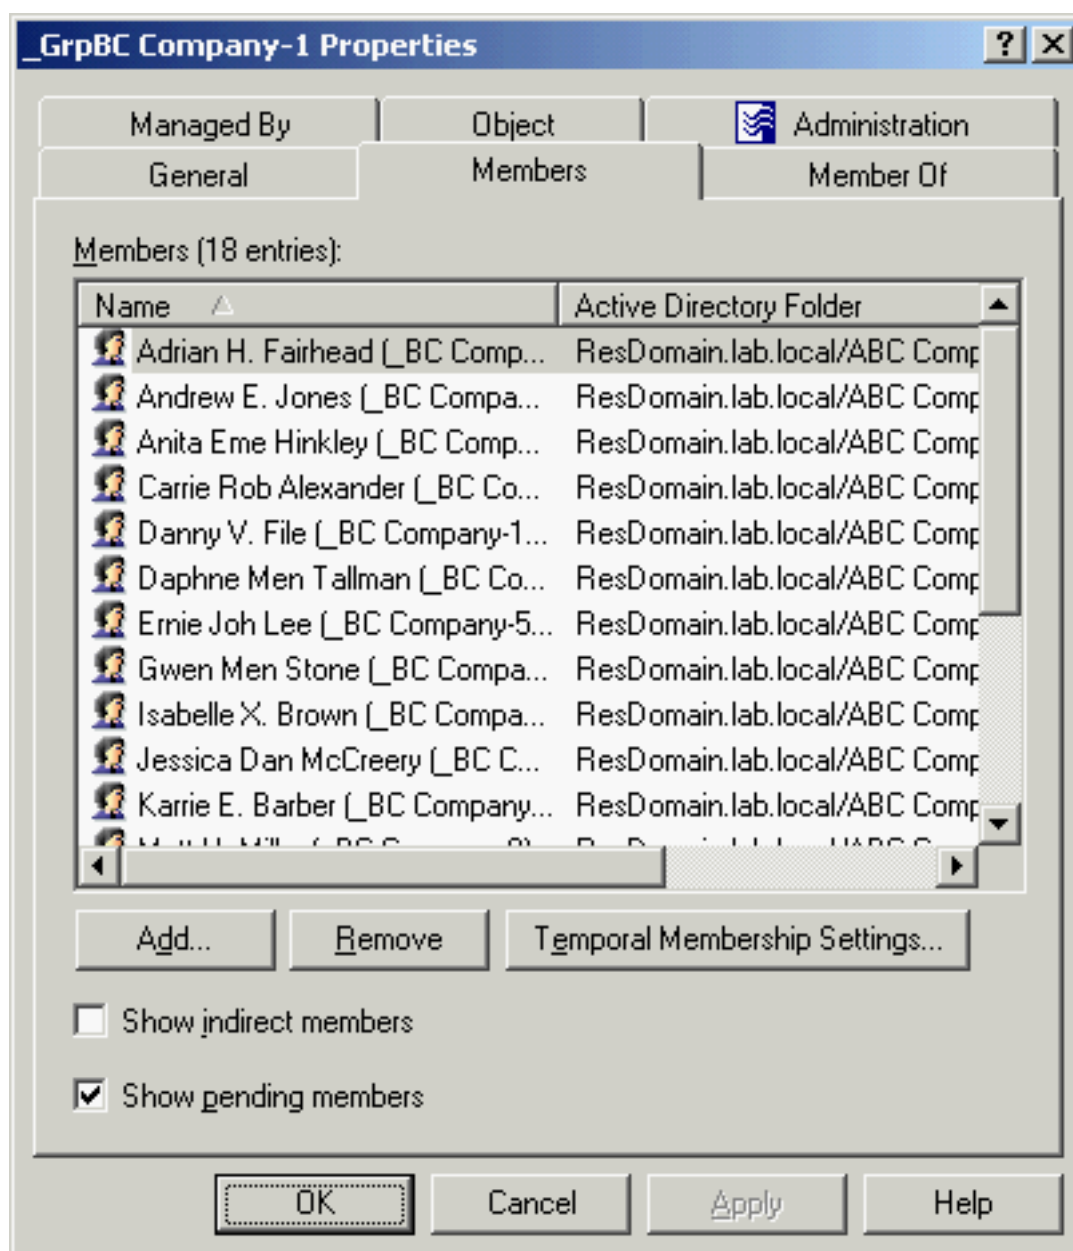 _GrpBC Company-1 Properties
Managed By Object Administration
General Members Member Of
Members (18 entries):
Name Active Directory Folder
Adrian H. Fairhead (_BC Comp... ResDomain.lab.local/ABC Comp
Andrew E. Jones (_BC Compa... ResDomain.lab.local/ABC Comp
Anita Eme Hinkley (_BC Comp... ResDomain.lab.local/ABC Comp
Carrie Rob Alexander (_BC Co... ResDomain.lab.local/ABC Comp
Danny V. File (_BC Company-1... ResDomain.lab.local/ABC Comp
Daphne Men Tallman (_BC Co... ResDomain.lab.local/ABC Comp
Ernie Joh Lee (_BC Company-5... ResDomain.lab.local/ABC Comp
Gwen Men Stone (_BC Compa... ResDomain.lab.local/ABC Comp
Isabelle X. Brown (_BC Compa... ResDomain.lab.local/ABC Comp
Jessica Dan McCreery (_BC C... ResDomain.lab.local/ABC Comp
Karrie E. Barber (_BC Company... ResDomain.lab.local/ABC Comp
Add... Remove Temporal Membership Settings...
Show indirect members
Show pending members
OK Cancel Apply Help